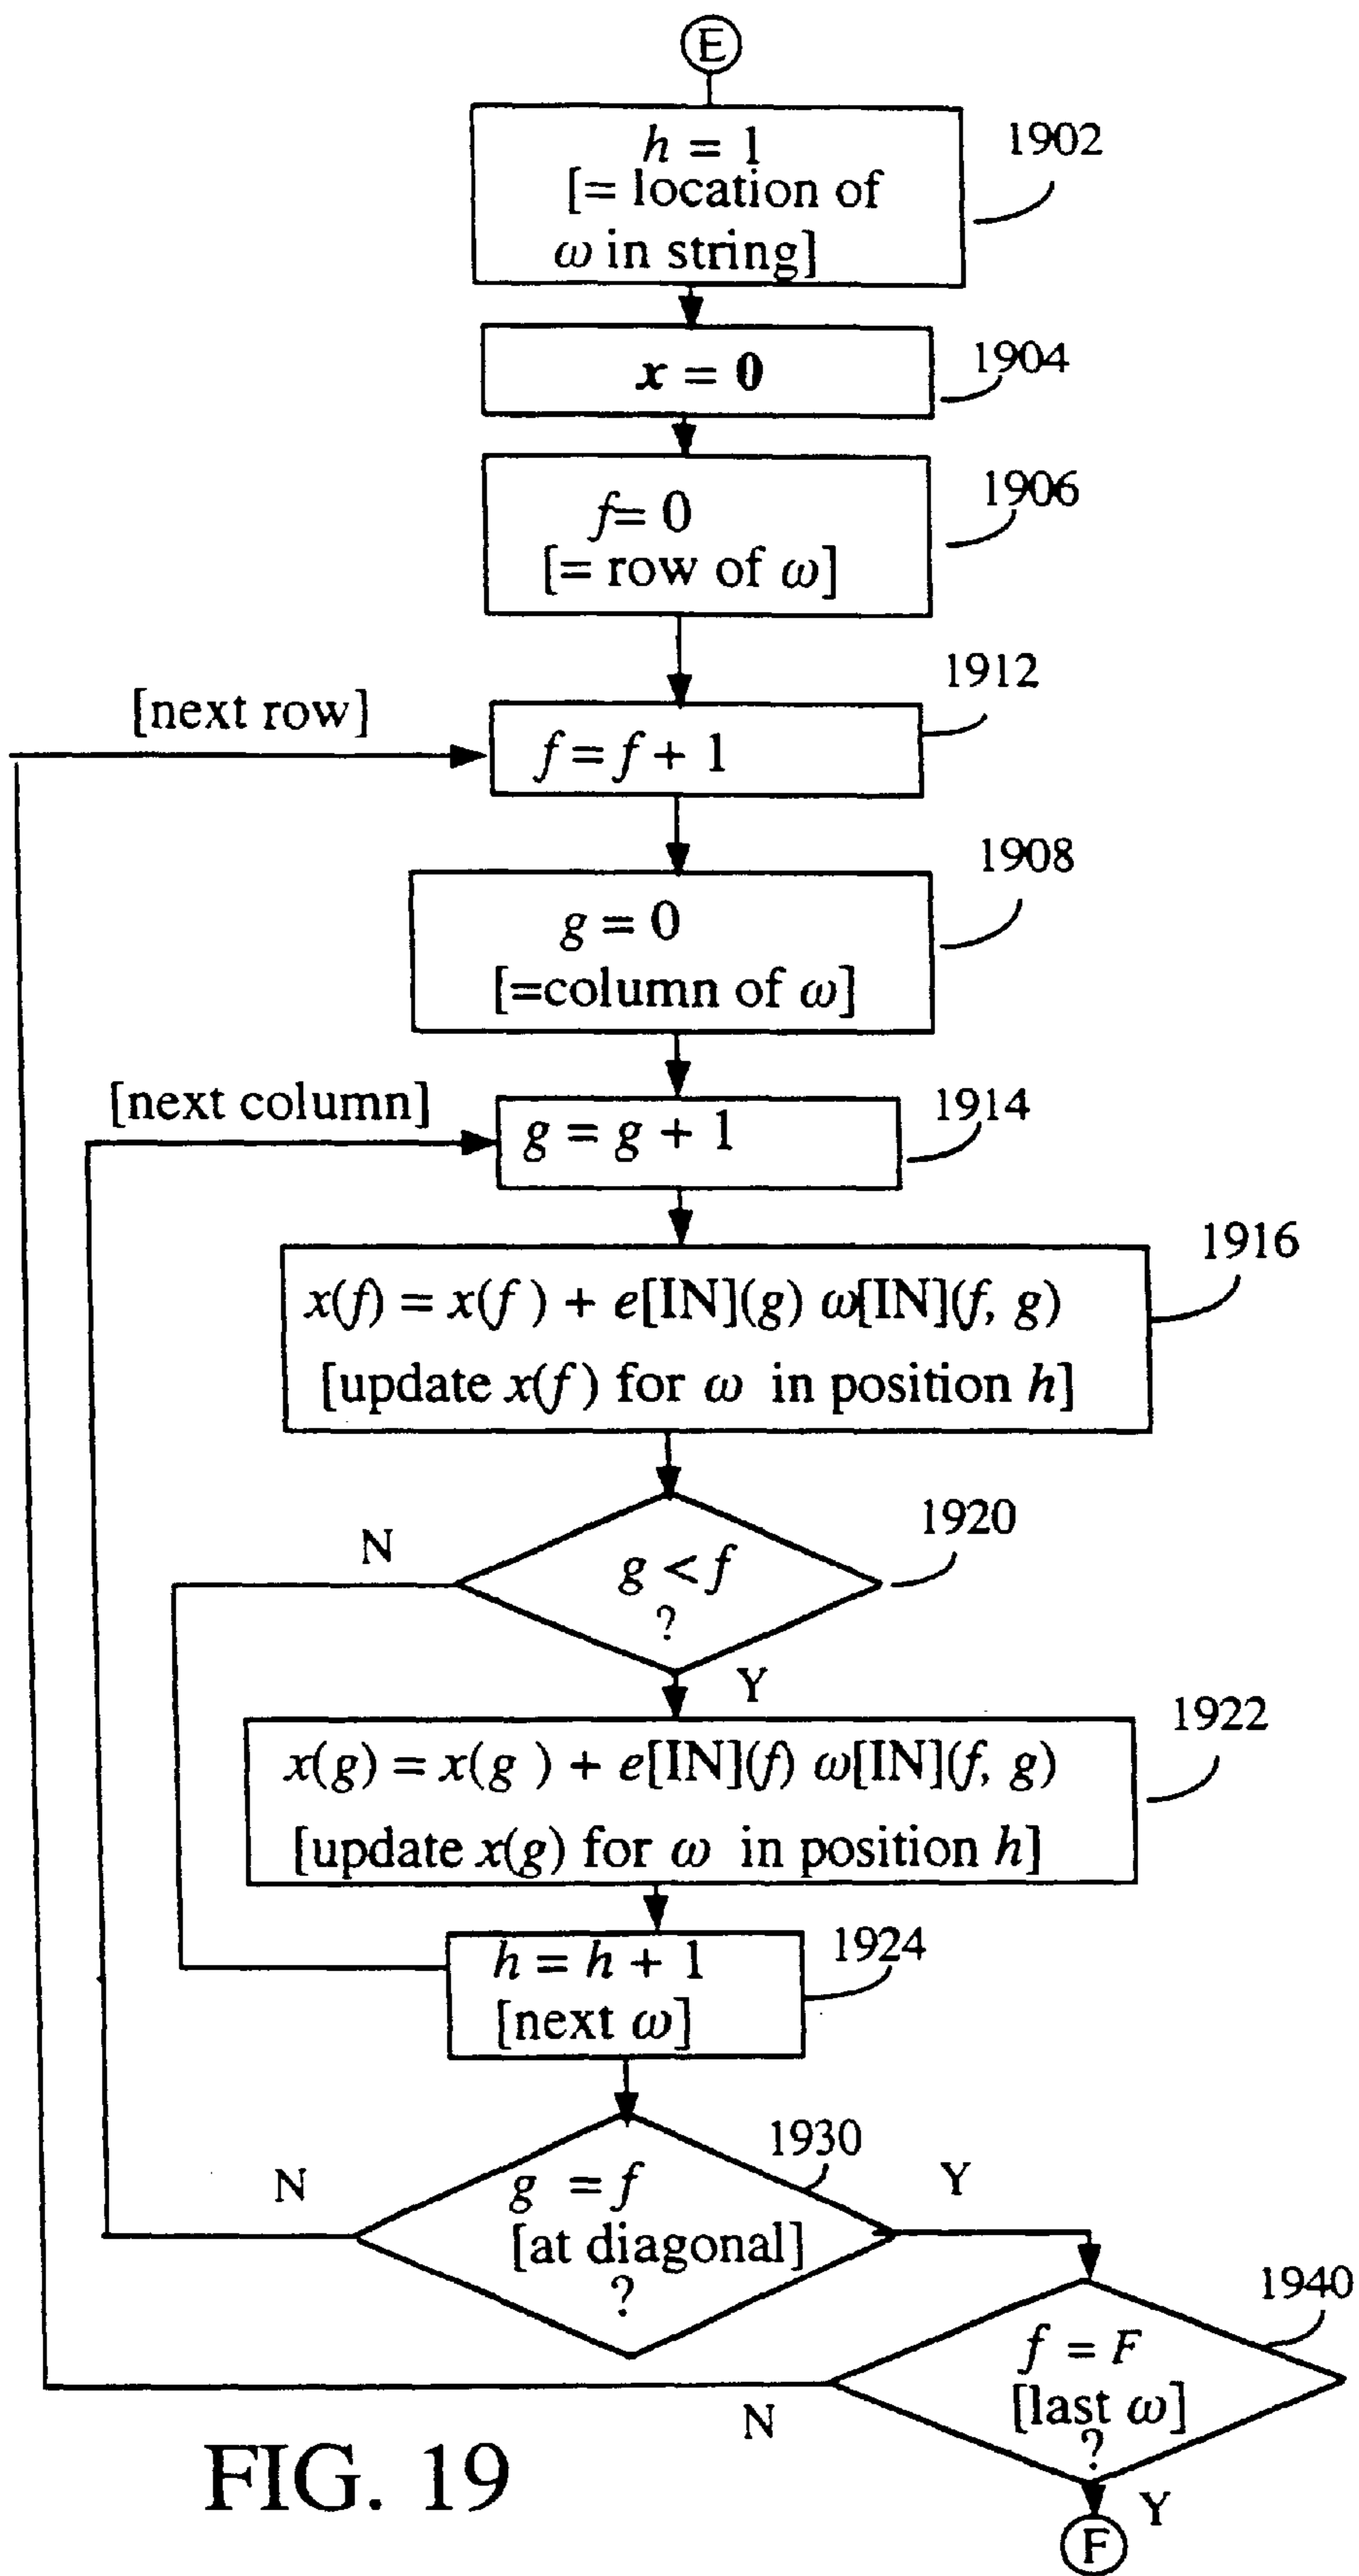 E
h = 1
[= location of
ω in string]
1902
x = 0
1904
f= 0
[= row of ω]
1906
[next row]
f = f + 1
1912
g = 0
[=column of ω]
1908
[next column]
g = g + 1
1914
x(f) = x(f ) + e[IN](g) ω[IN](f, g)
[update x(f ) for ω in position h]
1916
N
g < f
?
1920
Y
x(g) = x(g ) + e[IN](f) ω[IN](f, g)
[update x(g) for ω in position h]
1922
h = h + 1
[next ω]
1924
N
g = f
[at diagonal]
?
1930
Y
f = F
[last ω]
?
1940
N
Y
F
FIG. 19